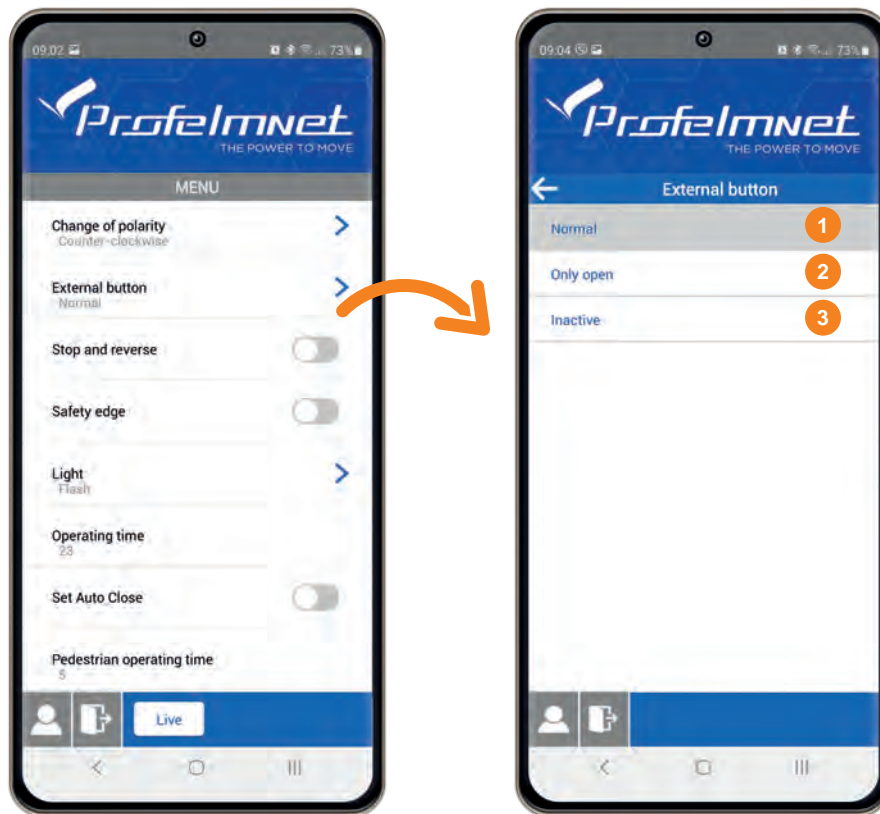 09:02
73%
Profelmnet
THE POWER TO MOVE
MENU
Change of polarity
Counter-clockwise
External button
Normal
Stop and reverse
Safety edge
Light
Flash
Operating time
23
Set Auto Close
Pedestrian operating time
5
Live
09:04
73%
Profelmnet
THE POWER TO MOVE
External button
Normal 1
Only open 2
Inactive 3